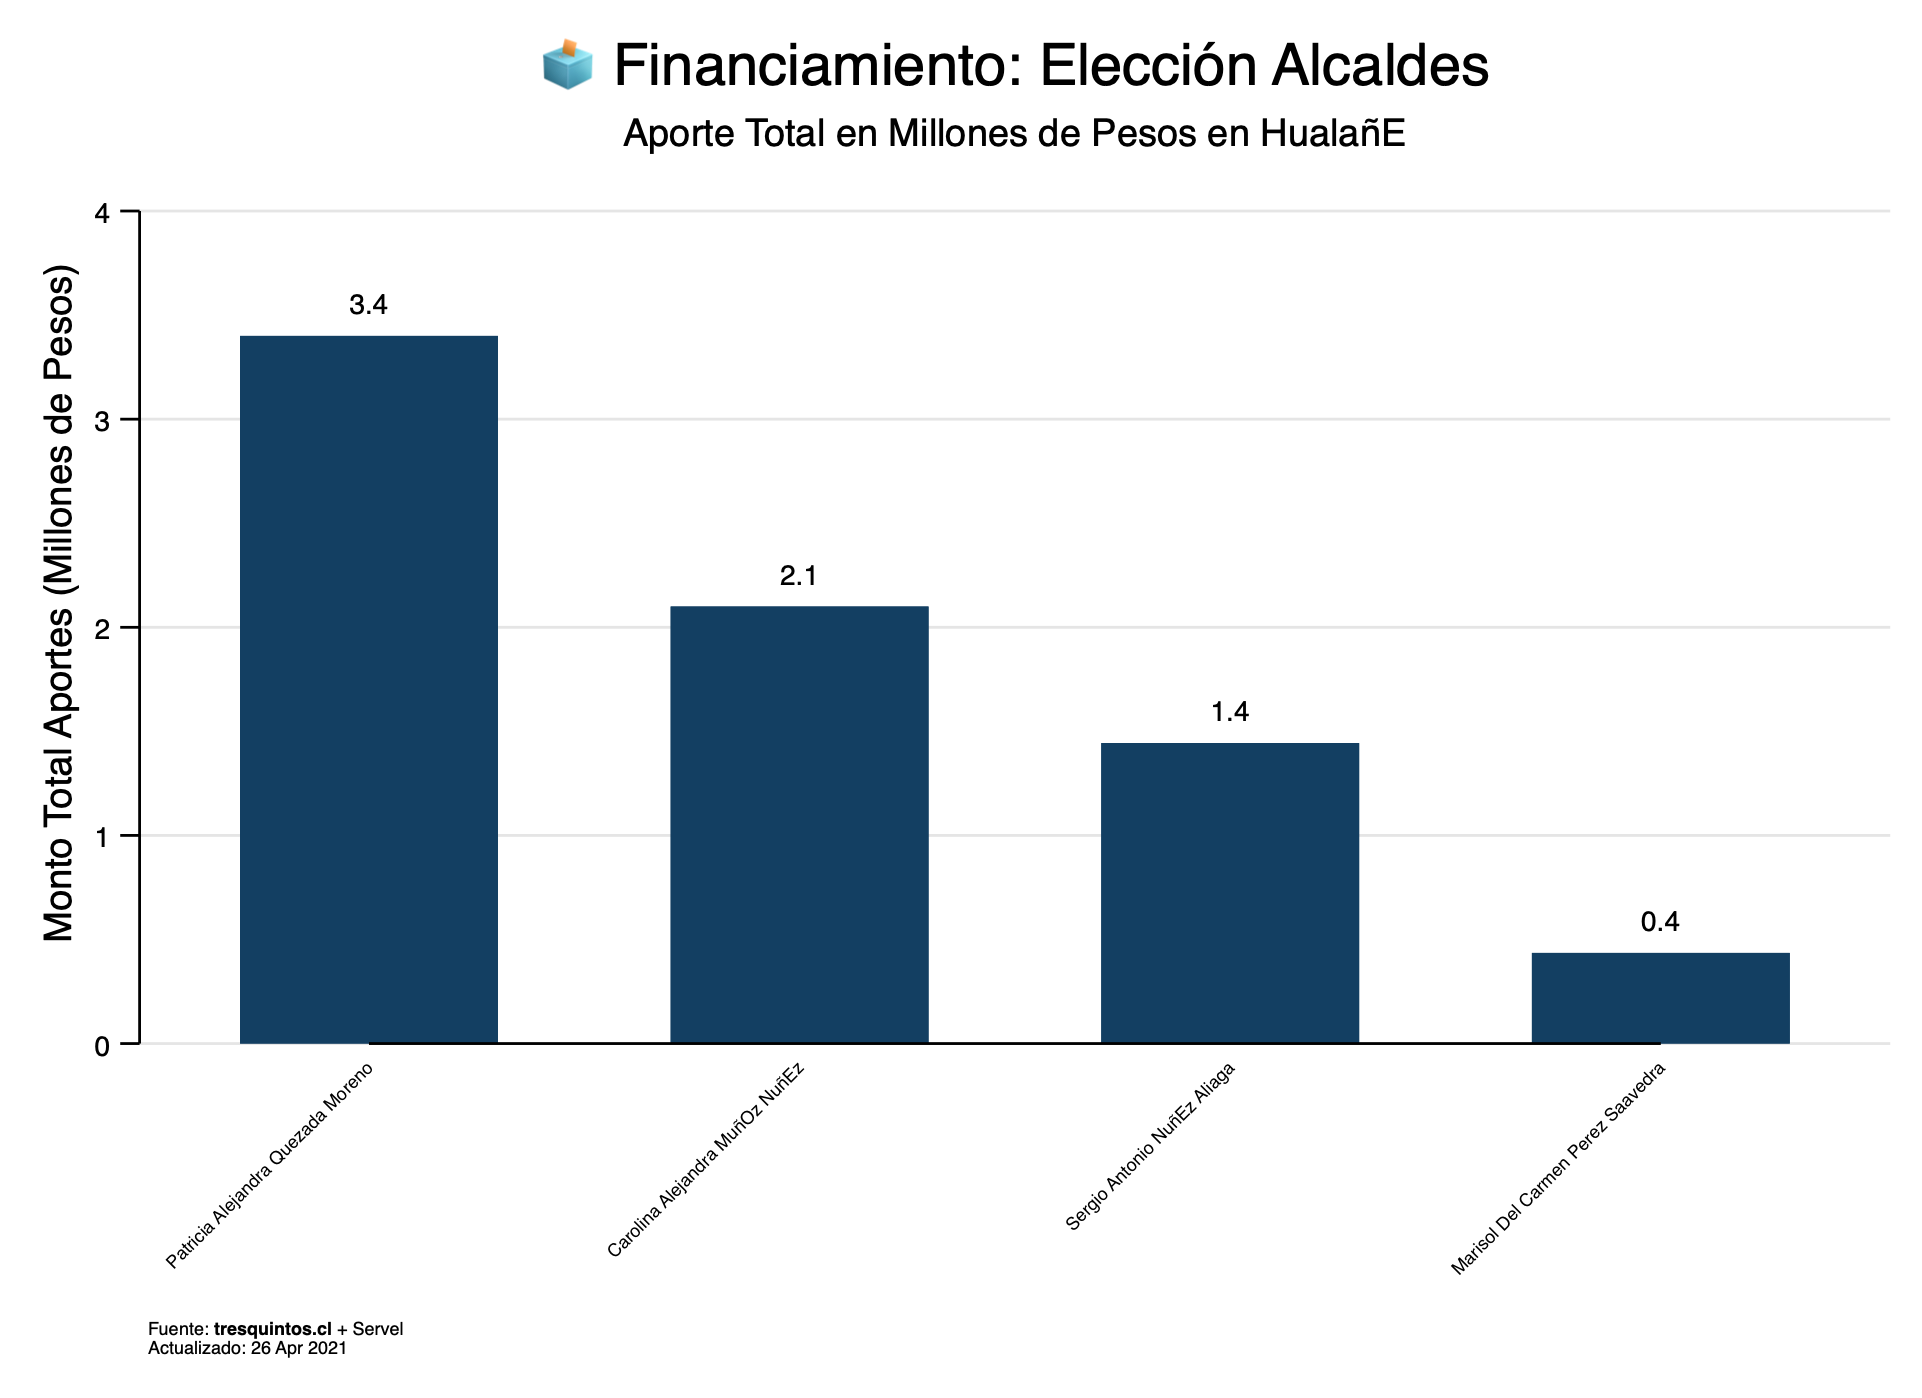 Financiamiento: Elección Alcaldes
Aporte Total en Millones de Pesos en HualañE
Monto Total Aportes (Millones de Pesos)
4
3
2
1
0
3.4
2.1
1.4
0.4
Patricia Alejandra Quezada Moreno
Carolina Alejandra MuñOz NuñEz
Sergio Antonio NuñEz Aliaga
Marisol Del Carmen Perez Saavedra
Fuente: tresquintos.cl + Servel
Actualizado: 26 Apr 2021